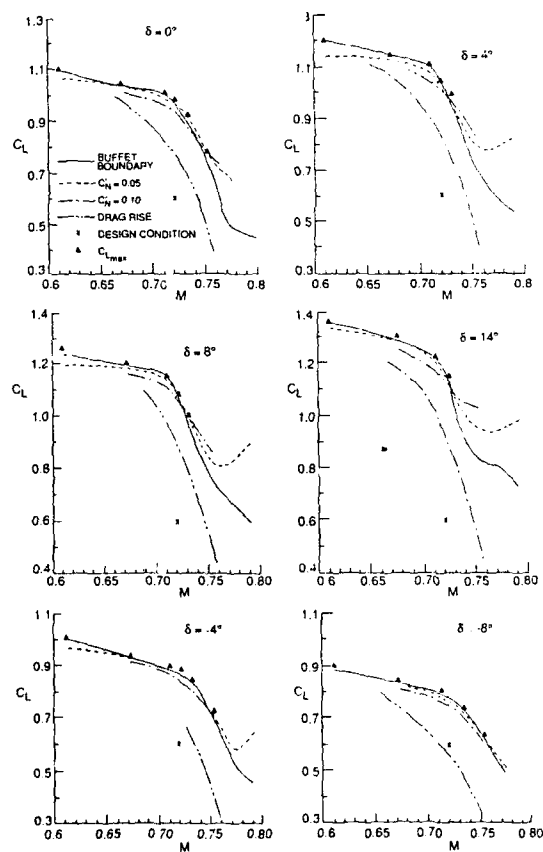 δ = 0°
1.3
1.1
0.9
C_L
0.7
0.5
0.3
BUFFET BOUNDARY
C'_N = 0.05
C'_N = 0.10
DRAG RISE
x DESIGN CONDITION
▲ C_Lmax
0.6 0.65 0.70 0.75 0.8
M
δ = 4°
1.3
1.1
0.9
C_L
0.7
0.5
0.3
0.6 0.65 0.70 0.75 0.80
M
δ = 8°
1.4
1.2
1.0
C_L
0.8
0.6
0.4
0.6 0.65 0.70 0.75 0.80
M
δ = 14°
1.4
1.2
C_L
1.0
0.8
0.6
0.4
0.6 0.65 0.70 0.75 0.80
M
δ = -4°
1.1
0.9
C_L
0.7
0.5
0.3
0.6 0.65 0.70 0.75 0.80
M
1.1
0.9
C_L
0.7
0.5
0.3
0.6 0.65 0.70 0.75 0.8
M